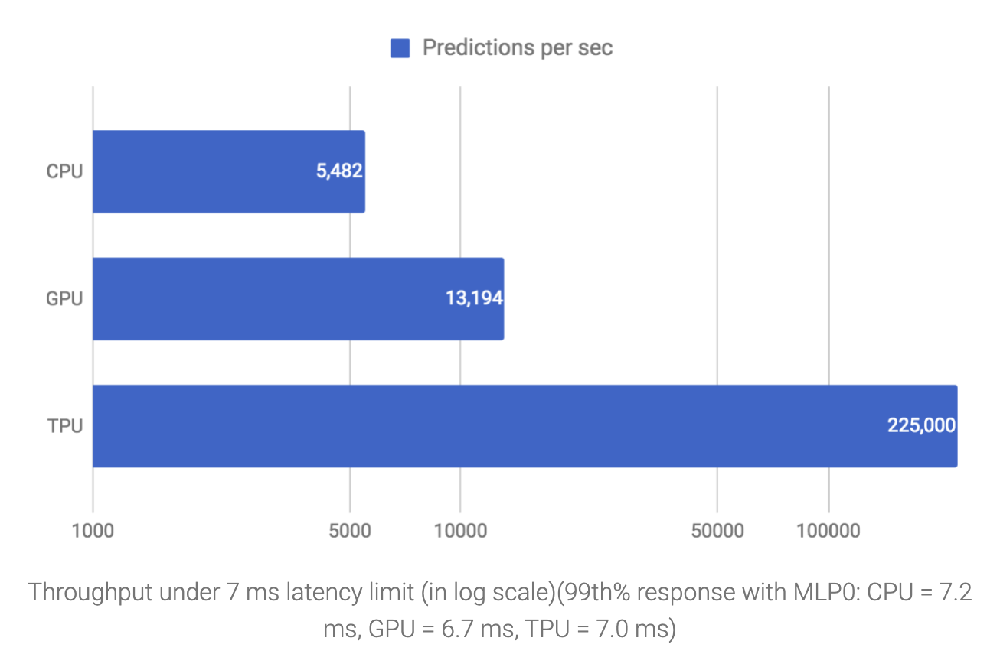 Predictions per sec
CPU
5,482
GPU
13,194
TPU
225,000
1000 5000 10000 50000 100000
Throughput under 7 ms latency limit (in log scale)(99th% response with MLP0: CPU = 7.2
ms, GPU = 6.7 ms, TPU = 7.0 ms)